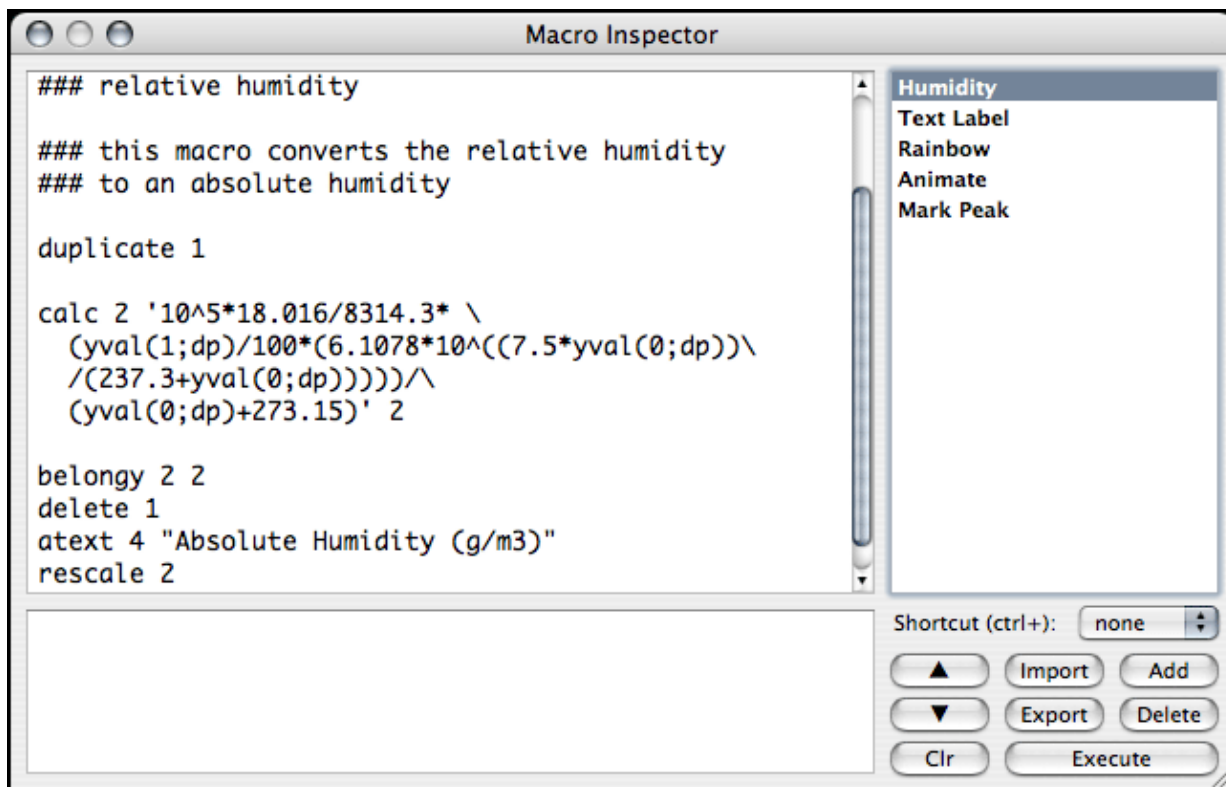 Macro Inspector
### relative humidity
### this macro converts the relative humidity
### to an absolute humidity
duplicate 1
calc 2 '10^5*18.016/8314.3* \
(yval(1;dp)/100*(6.1078*10^((7.5*yval(0;dp))\
/(237.3+yval(0;dp)))))/\
(yval(0;dp)+273.15)' 2
belongy 2 2
delete 1
atext 4 "Absolute Humidity (g/m3)"
rescale 2
Humidity
Text Label
Rainbow
Animate
Mark Peak
Shortcut (ctrl+): none
Import Add
Export Delete
Clr Execute